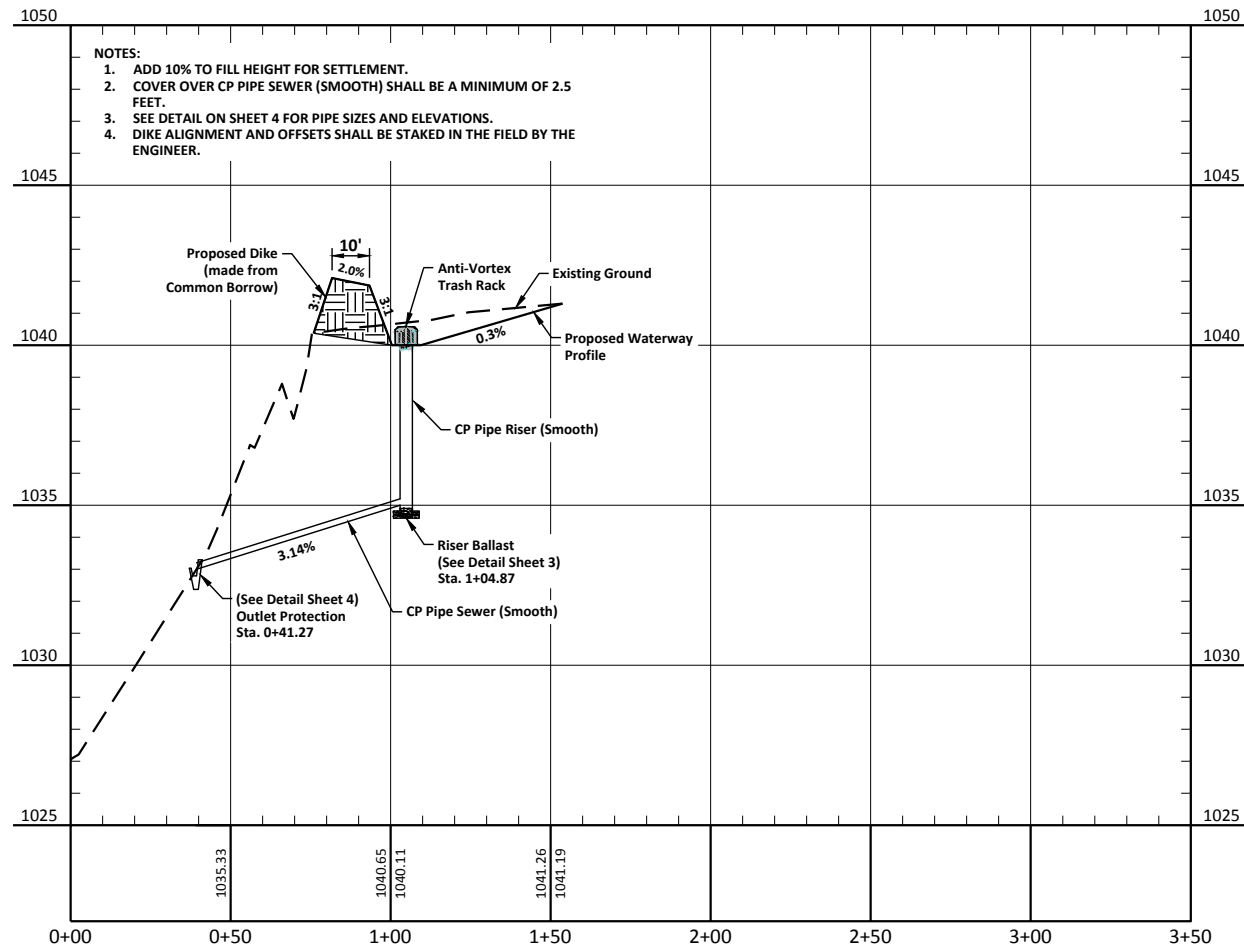 1050
1050
NOTES:
1. ADD 10% TO FILL HEIGHT FOR SETTLEMENT.
2. COVER OVER CP PIPE SEWER (SMOOTH) SHALL BE A MINIMUM OF 2.5
FEET.
3. SEE DETAIL ON SHEET 4 FOR PIPE SIZES AND ELEVATIONS.
4. DIKE ALIGNMENT AND OFFSETS SHALL BE STAKED IN THE FIELD BY THE
ENGINEER.
1045
1045
Proposed Dike
(made from
Common Borrow)
10'
2.0%
3:1
3:1
Anti-Vortex
Trash Rack
Existing Ground
0.3%
Proposed Waterway
Profile
1040
1040
CP Pipe Riser (Smooth)
1035
1035
3.14%
Riser Ballast
(See Detail Sheet 3)
Sta. 1+04.87
(See Detail Sheet 4)
Outlet Protection
Sta. 0+41.27
CP Pipe Sewer (Smooth)
1030
1030
1025
1025
1035.33
1040.65
1040.11
1041.26
1041.19
0+00
0+50
1+00
1+50
2+00
2+50
3+00
3+50